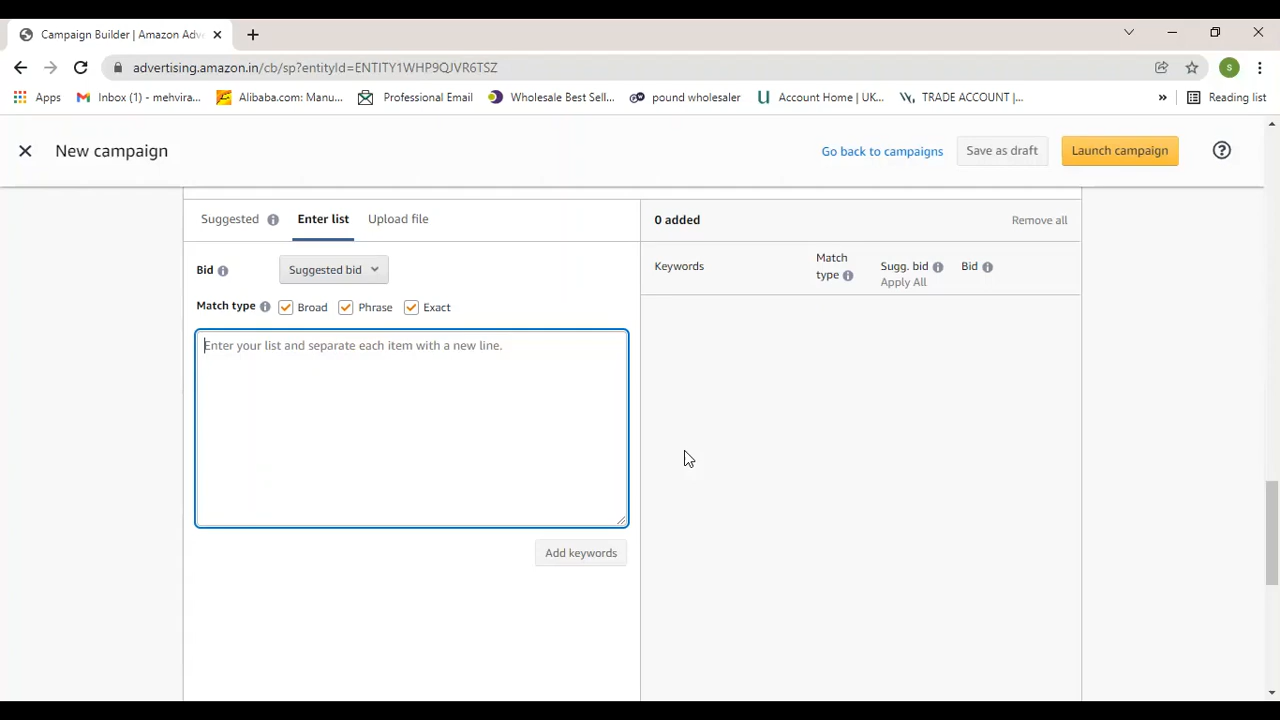 Campaign Builder | Amazon Adve
advertising.amazon.in/cb/sp?entityId=ENTITY1WHP9QJVR6TSZ
S
Apps
Inbox (1) - mehvira...
Alibaba.com: Manu...
Professional Email
Wholesale Best Sell...
pound wholesaler
Account Home | UK...
TRADE ACCOUNT |...
»
Reading list
New campaign
Go back to campaigns
Save as draft
Launch campaign
Suggested
Enter list
Upload file
0 added
Remove all
Bid
Suggested bid
Keywords
Match
type
Sugg. bid
Apply All
Bid
Match type
Broad
Phrase
Exact
Enter your list and separate each item with a new line.
Add keywords